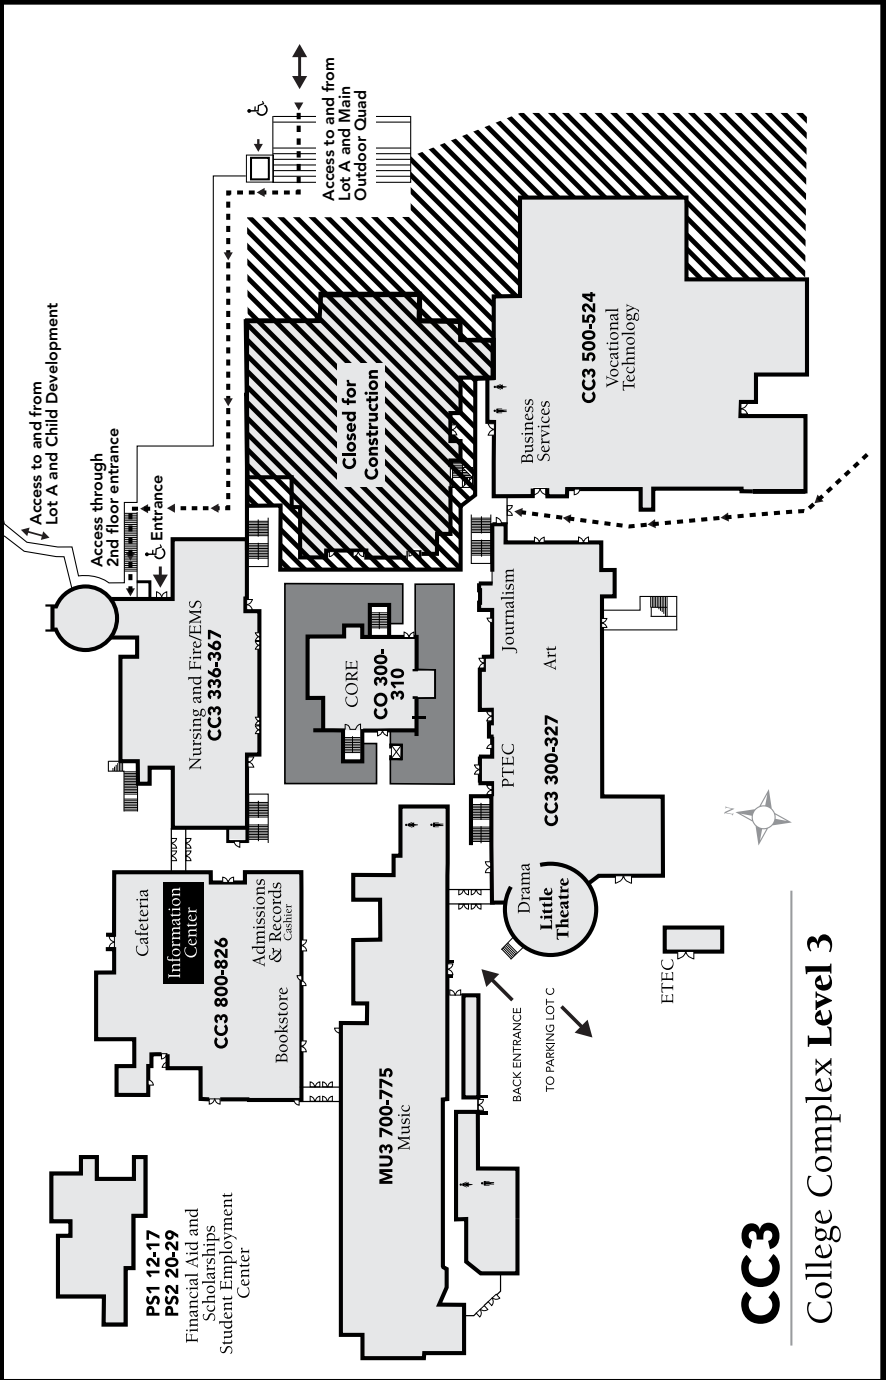 CC3
College Complex Level 3
PS1 12-17
PS2 20-29
Financial Aid and
Scholarships
Student Employment
Center
Cafeteria
Information
Center
CC3 800-826
Admissions
& Records
Cashier
Bookstore
MU3 700-775
Music
Nursing and Fire/EMS
CC3 336-367
Access to and from
Lot A and Child Development
Access through
2nd floor entrance
Entrance
Access to and from
Lot A and Main
Outdoor Quad
Closed for
Construction
CORE
CO 300-
310
CC3 500-524
Vocational
Technology
Business
Services
Journalism
Art
PTEC
CC3 300-327
Drama
Little
Theatre
BACK ENTRANCE
TO PARKING LOT C
ETEC
N